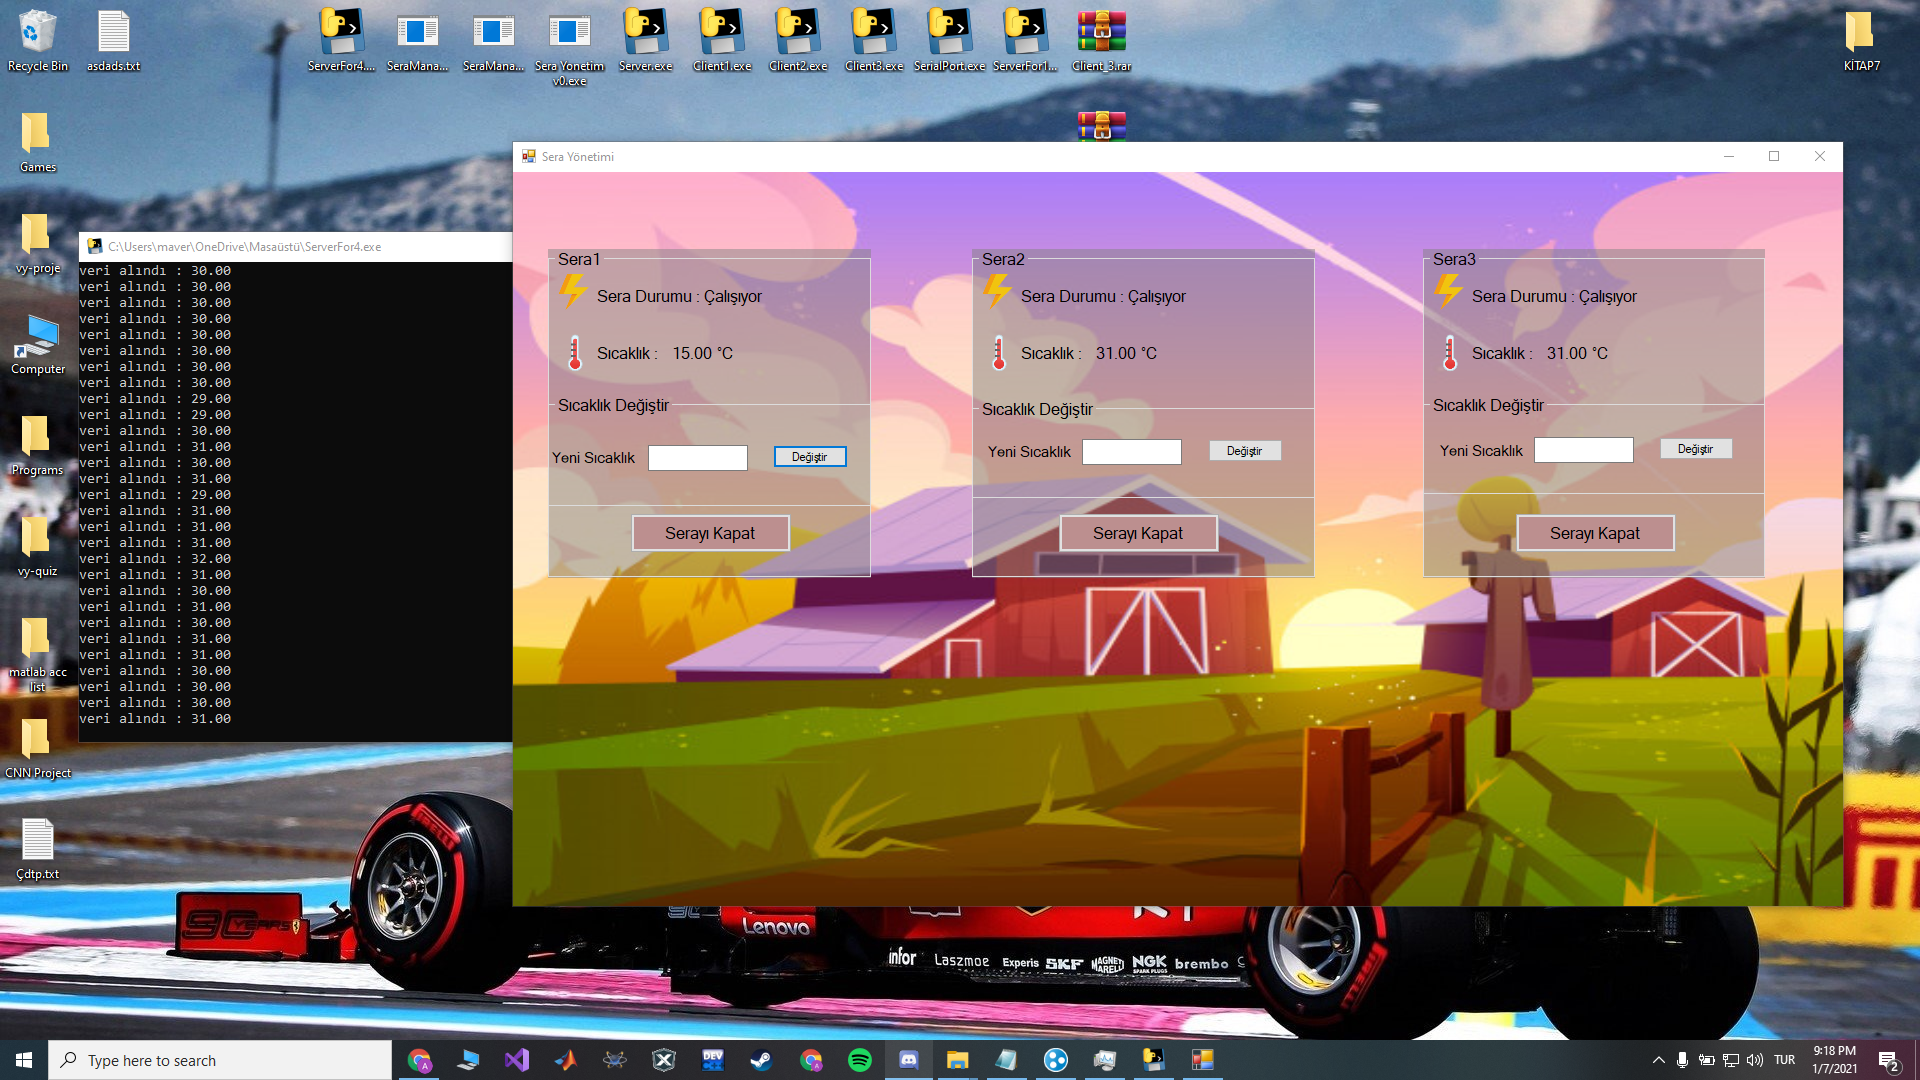 Recycle Bin
asdads.txt
ServerFor4....
SeraMana...
SeraMana...
Sera Yonetim
v0.exe
Server.exe
Client1.exe
Client2.exe
Client3.exe
SerialPort.exe
ServerFor1...
Client_3.rar
KİTAP7
Games
vy-proje
Computer
Programs
vy-quiz
matlab acc
list
CNN Project
Çdtp.txt
C:\Users\maver\OneDrive\Masaüstü\ServerFor4.exe
veri alındı : 30.00
veri alındı : 30.00
veri alındı : 30.00
veri alındı : 30.00
veri alındı : 30.00
veri alındı : 30.00
veri alındı : 30.00
veri alındı : 30.00
veri alındı : 29.00
veri alındı : 29.00
veri alındı : 30.00
veri alındı : 31.00
veri alındı : 30.00
veri alındı : 31.00
veri alındı : 29.00
veri alındı : 31.00
veri alındı : 31.00
veri alındı : 31.00
veri alındı : 32.00
veri alındı : 31.00
veri alındı : 30.00
veri alındı : 31.00
veri alındı : 30.00
veri alındı : 31.00
veri alındı : 31.00
veri alındı : 30.00
veri alındı : 30.00
veri alındı : 30.00
veri alındı : 31.00
Sera Yönetimi
Sera1
Sera Durumu : Çalışıyor
Sıcaklık : 15.00 °C
Sıcaklık Değiştir
Yeni Sıcaklık
Değiştir
Serayı Kapat
Sera2
Sera Durumu : Çalışıyor
Sıcaklık : 31.00 °C
Sıcaklık Değiştir
Yeni Sıcaklık
Değiştir
Serayı Kapat
Sera3
Sera Durumu : Çalışıyor
Sıcaklık : 31.00 °C
Sıcaklık Değiştir
Yeni Sıcaklık
Değiştir
Serayı Kapat
PIRELLI
90 YEARS
Lenovo
infor Laszmoe Experis SKF MAGNETI MARELLI NGK SPARK PLUGS brembo
Type here to search
DEV
TUR
9:18 PM
1/7/2021
2